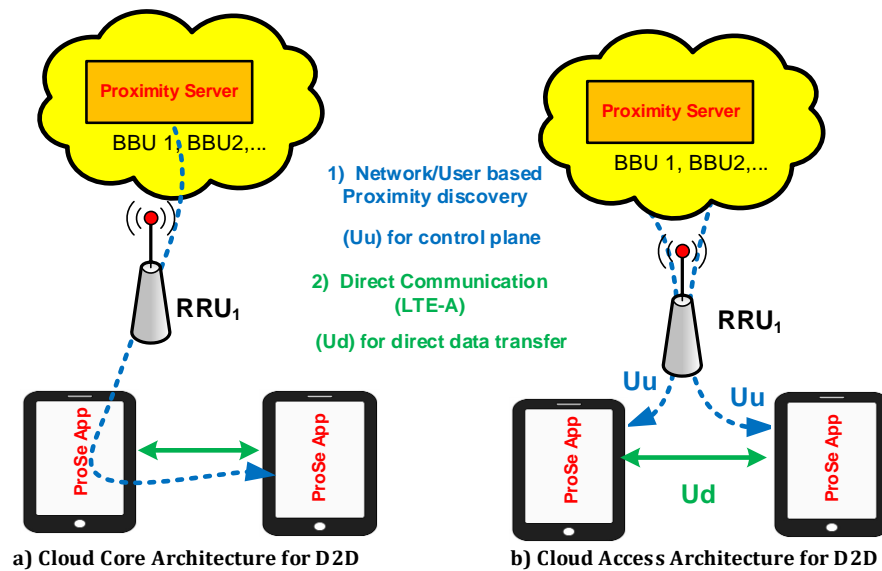 Proximity Server
BBU 1, BBU2,...
RRU1
ProSe App
ProSe App
a) Cloud Core Architecture for D2D
1) Network/User based
Proximity discovery
(Uu) for control plane
2) Direct Communication
(LTE-A)
(Ud) for direct data transfer
Proximity Server
BBU 1, BBU2,...
RRU1
Uu
Uu
ProSe App
ProSe App
Ud
b) Cloud Access Architecture for D2D